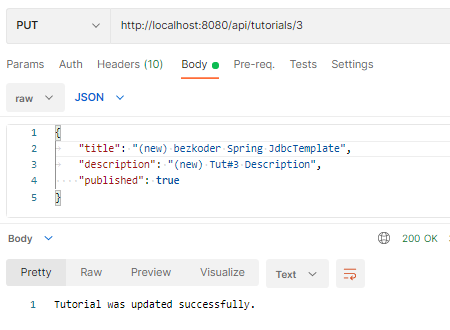 PUT http://localhost:8080/api/tutorials/3
Params Auth Headers (10) Body Pre-req. Tests Settings
raw JSON
1 {
2 "title": "(new) bezkoder Spring JdbcTemplate",
3 "description": "(new) Tut#3 Description",
4 "published": true
5 }
Body 200 OK
Pretty Raw Preview Visualize Text
1 Tutorial was updated successfully.